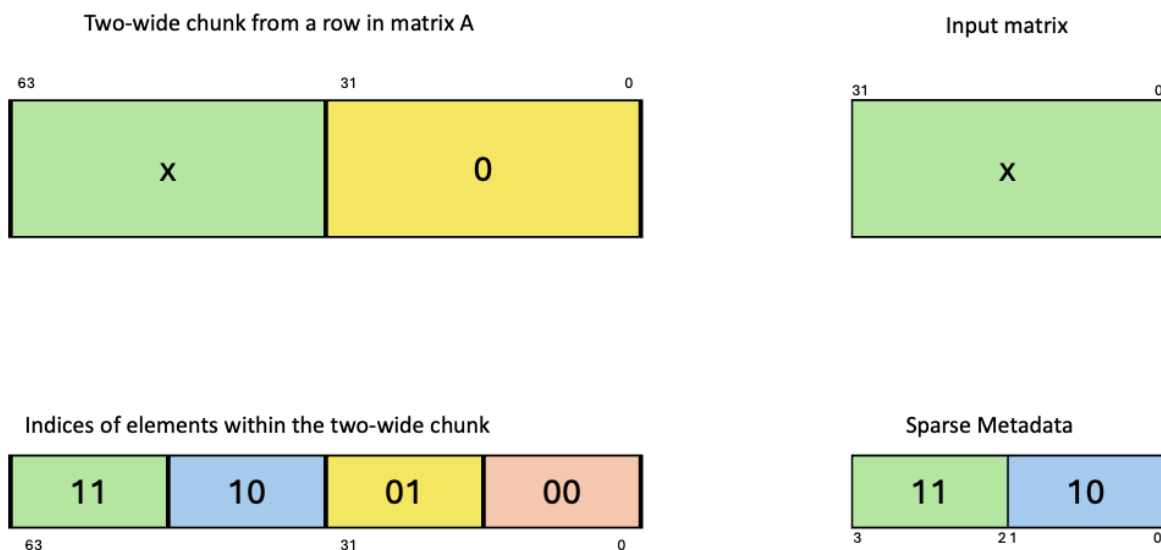 Two-wide chunk from a row in matrix A
Input matrix
63 31 0
31 0
x 0
x
Indices of elements within the two-wide chunk
Sparse Metadata
11 10 01 00
11 10
63 31 0
3 2 1 0